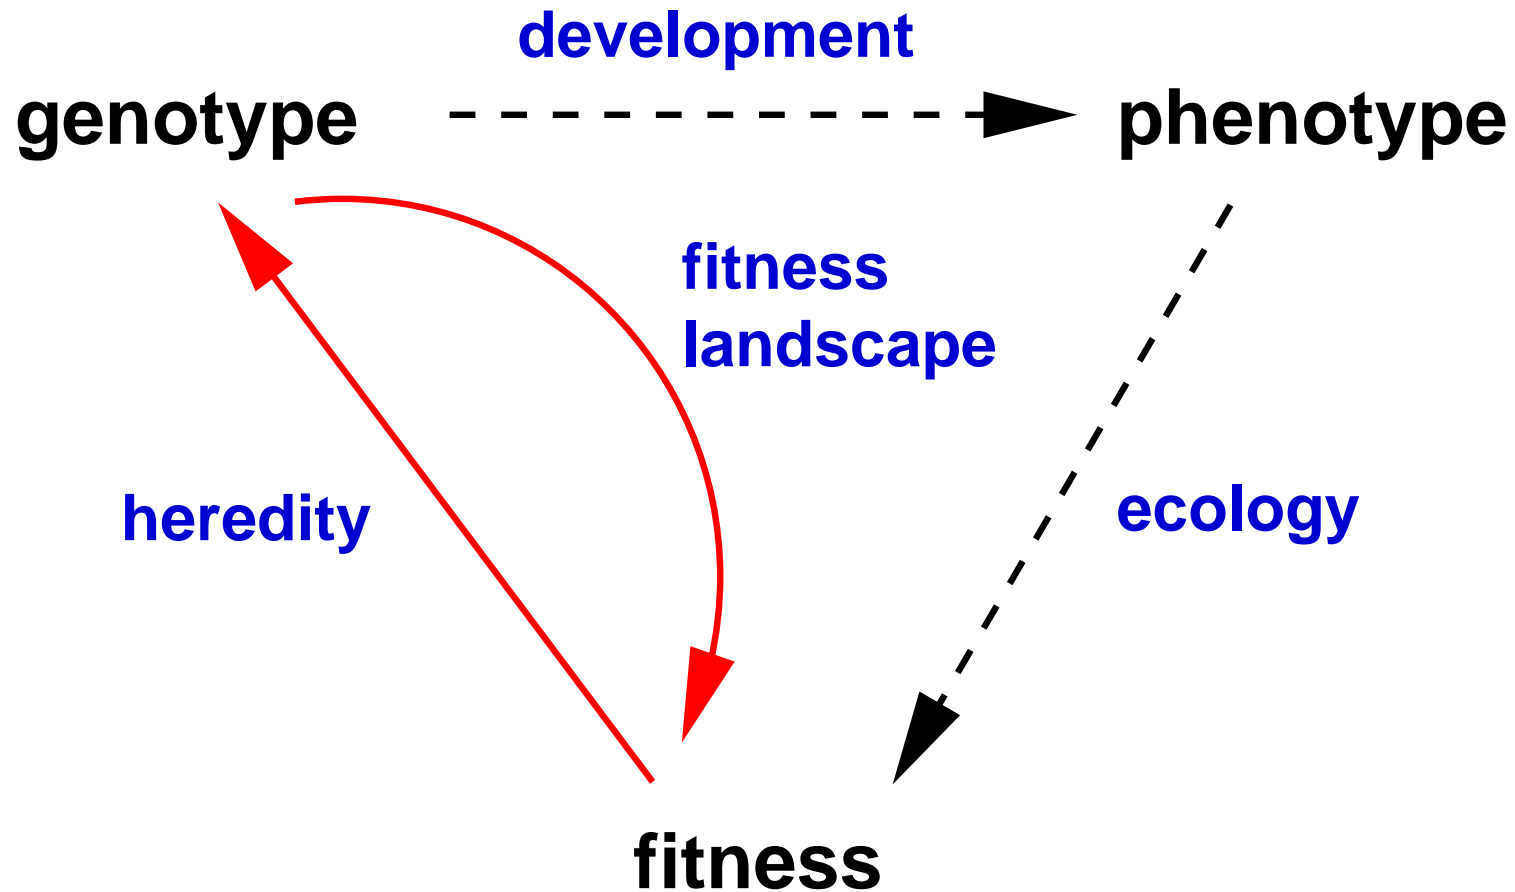 development
genotype
phenotype
fitness
landscape
heredity
ecology
fitness